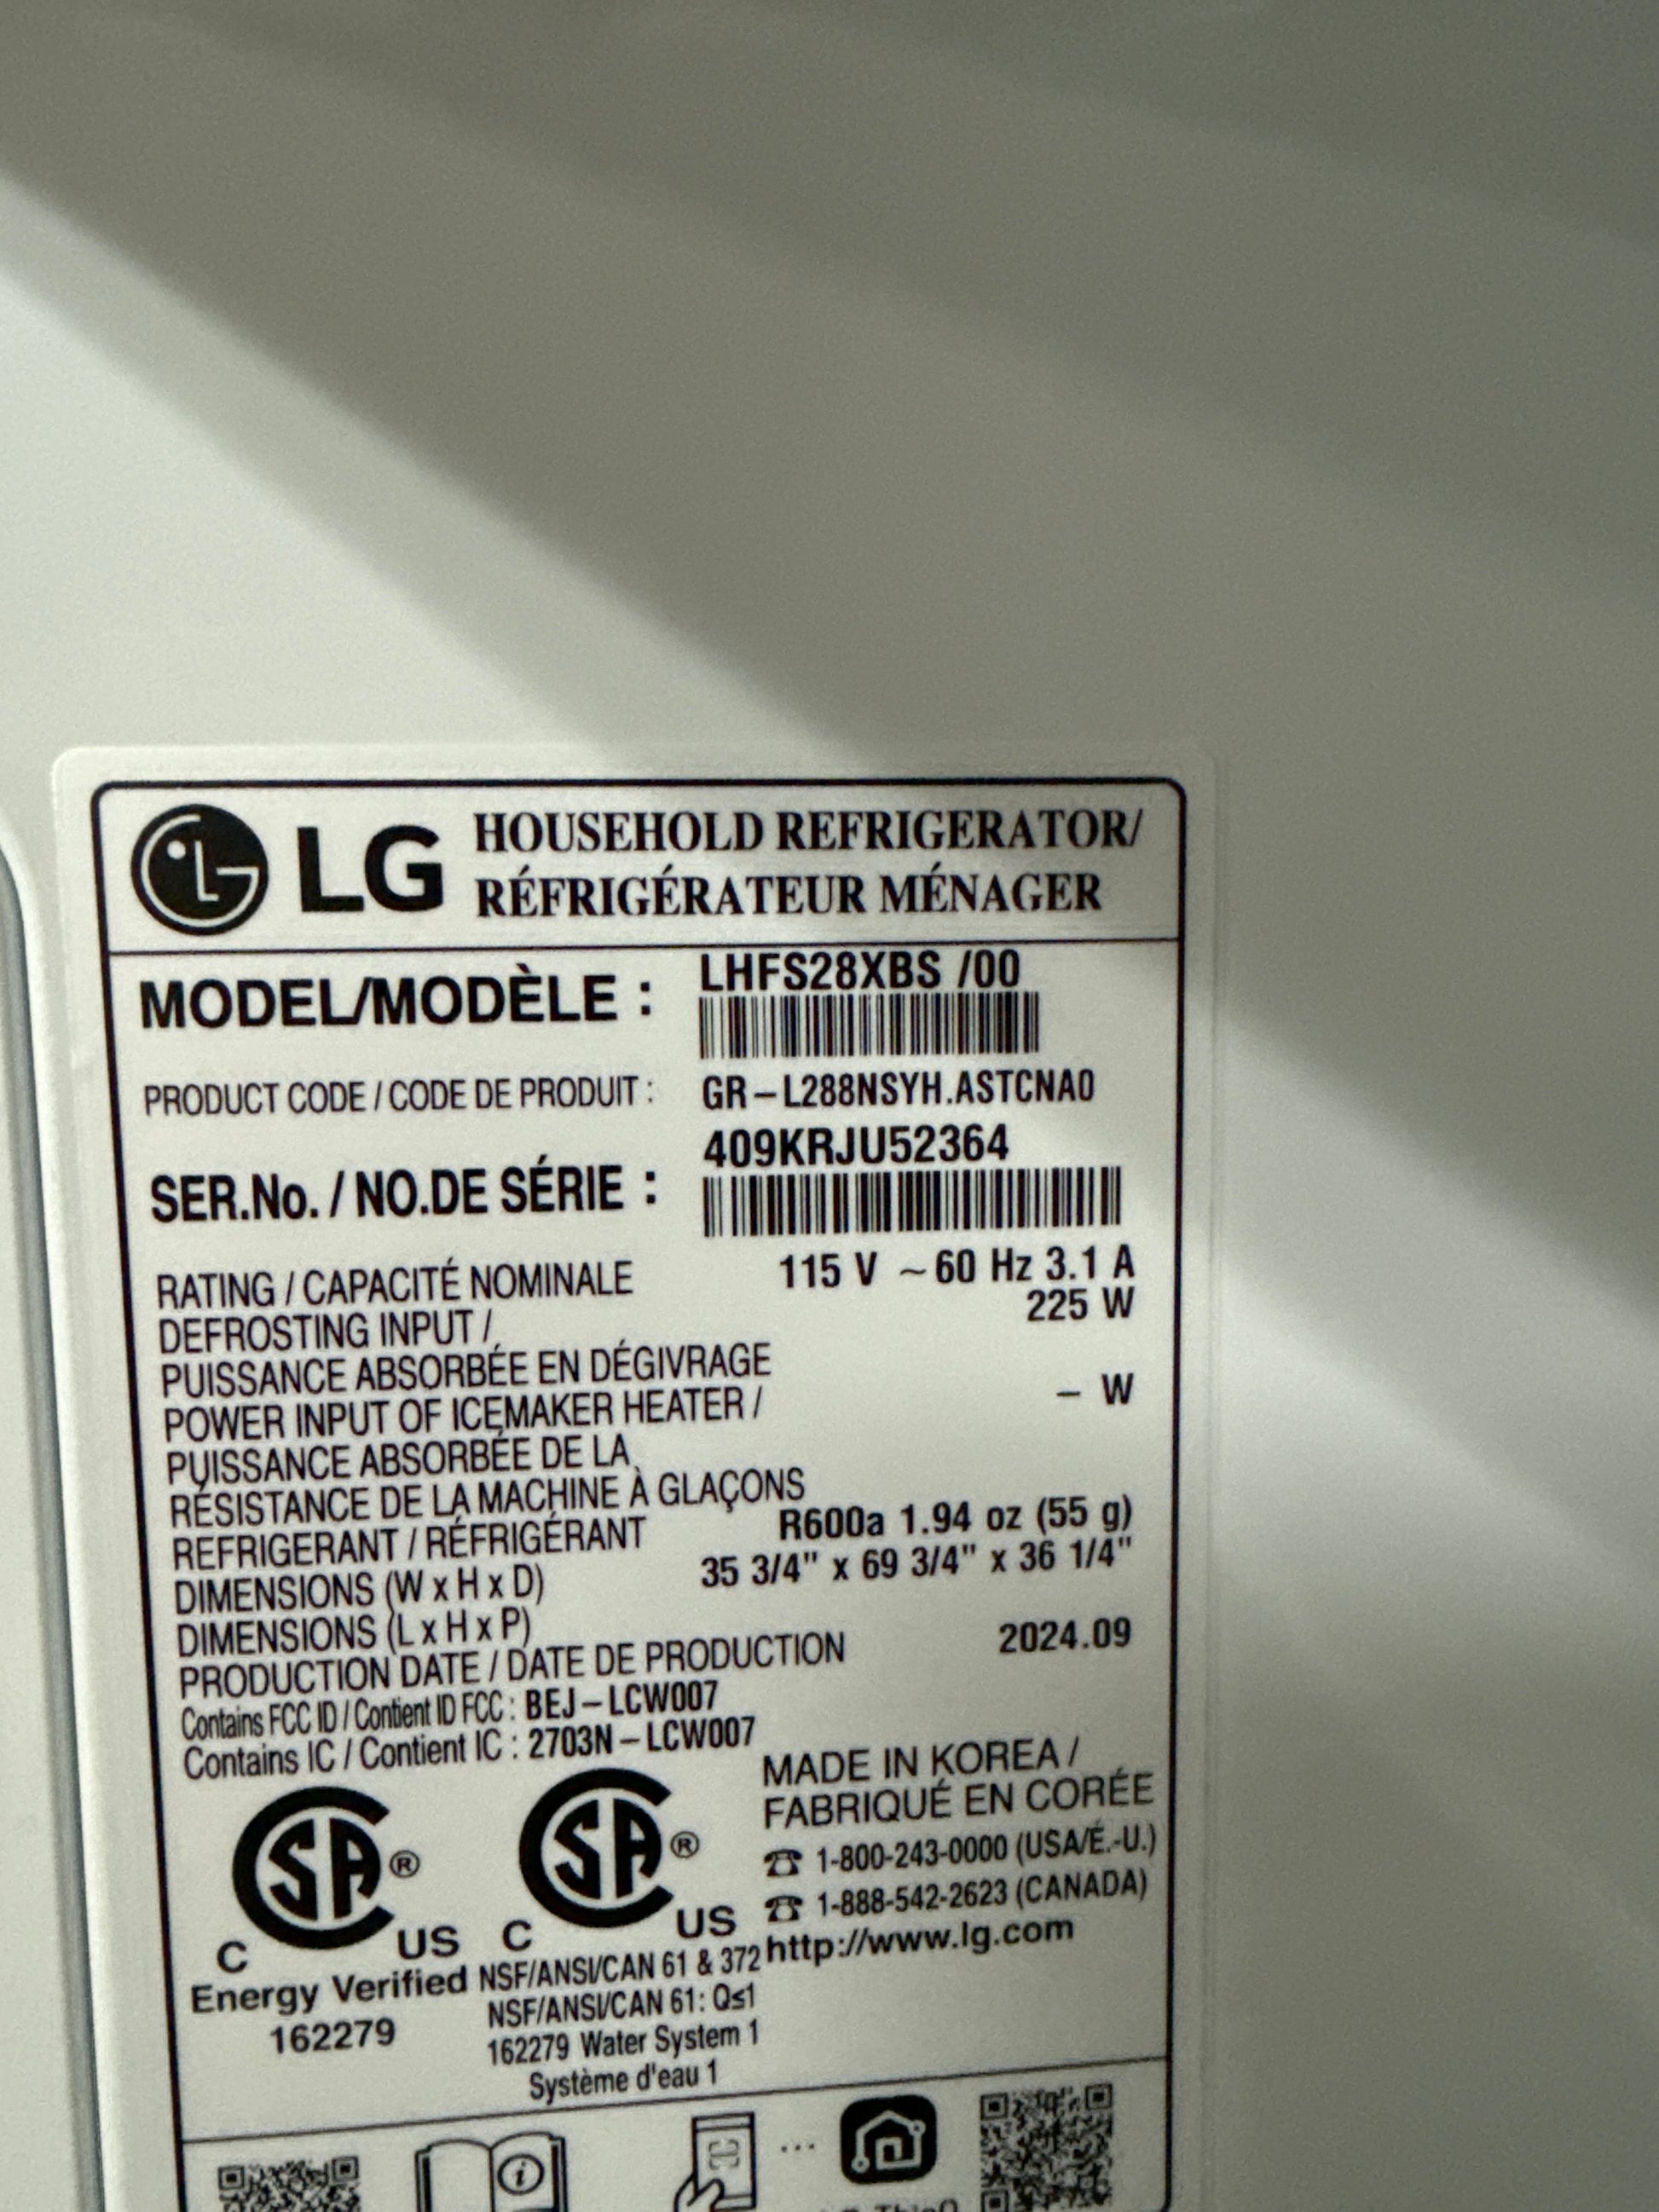 LG HOUSEHOLD REFRIGERATOR/
RÉFRIGÉRATEUR MÉNAGER
MODEL/MODÈLE : LHFS28XBS /00
PRODUCT CODE / CODE DE PRODUIT : GR-L288NSYH.ASTCNA0
SER.No. / NO.DE SÉRIE : 409KRJU52364
RATING / CAPACITÉ NOMINALE 115 V ~60 Hz 3.1 A
DEFROSTING INPUT / 225 W
PUISSANCE ABSORBÉE EN DÉGIVRAGE
POWER INPUT OF ICEMAKER HEATER / – W
PUISSANCE ABSORBÉE DE LA
RÉSISTANCE DE LA MACHINE À GLAÇONS
REFRIGERANT / RÉFRIGÉRANT R600a 1.94 oz (55 g)
DIMENSIONS (W x H x D) 35 3/4" x 69 3/4" x 36 1/4"
DIMENSIONS (L x H x P)
PRODUCTION DATE / DATE DE PRODUCTION 2024.09
Contains FCC ID / Contient ID FCC : BEJ-LCW007
Contains IC / Contient IC : 2703N-LCW007
MADE IN KOREA /
FABRIQUÉ EN CORÉE
1-800-243-0000 (USA/É.-U.)
1-888-542-2623 (CANADA)
http://www.lg.com
C SA® US
Energy Verified
162279
C SA® US
NSF/ANSI/CAN 61 & 372
NSF/ANSI/CAN 61: Q≤1
162279 Water System 1
Système d'eau 1